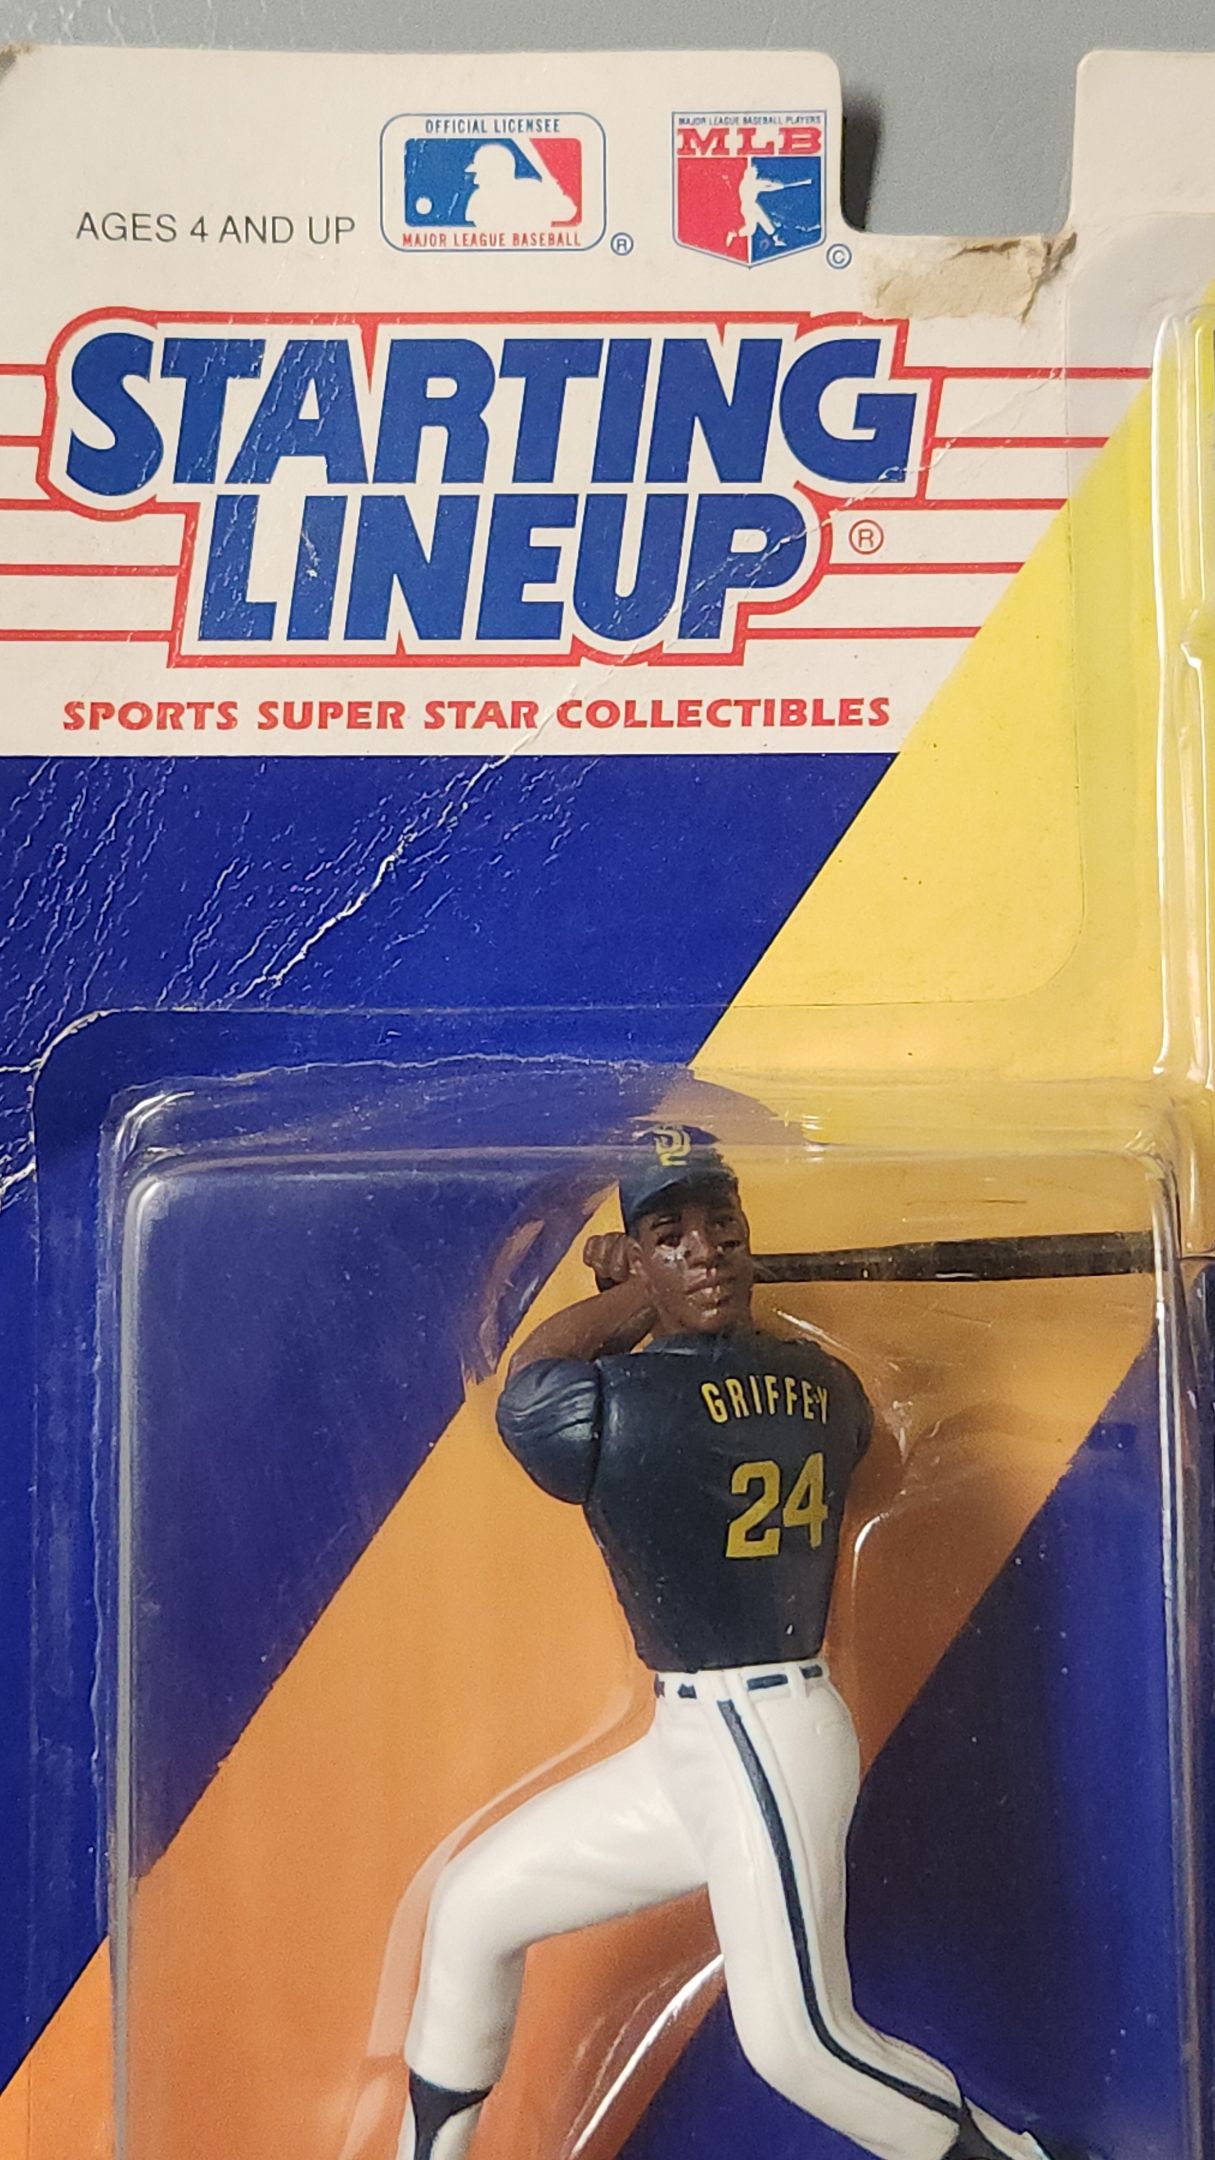 OFFICIAL LICENSEE
MAJOR LEAGUE BASEBALL
®
MAJOR LEAGUE BASEBALL PLAYERS
MLB
©
AGES 4 AND UP
STARTING
LINEUP
®
SPORTS SUPER STAR COLLECTIBLES
GRIFFEY
24